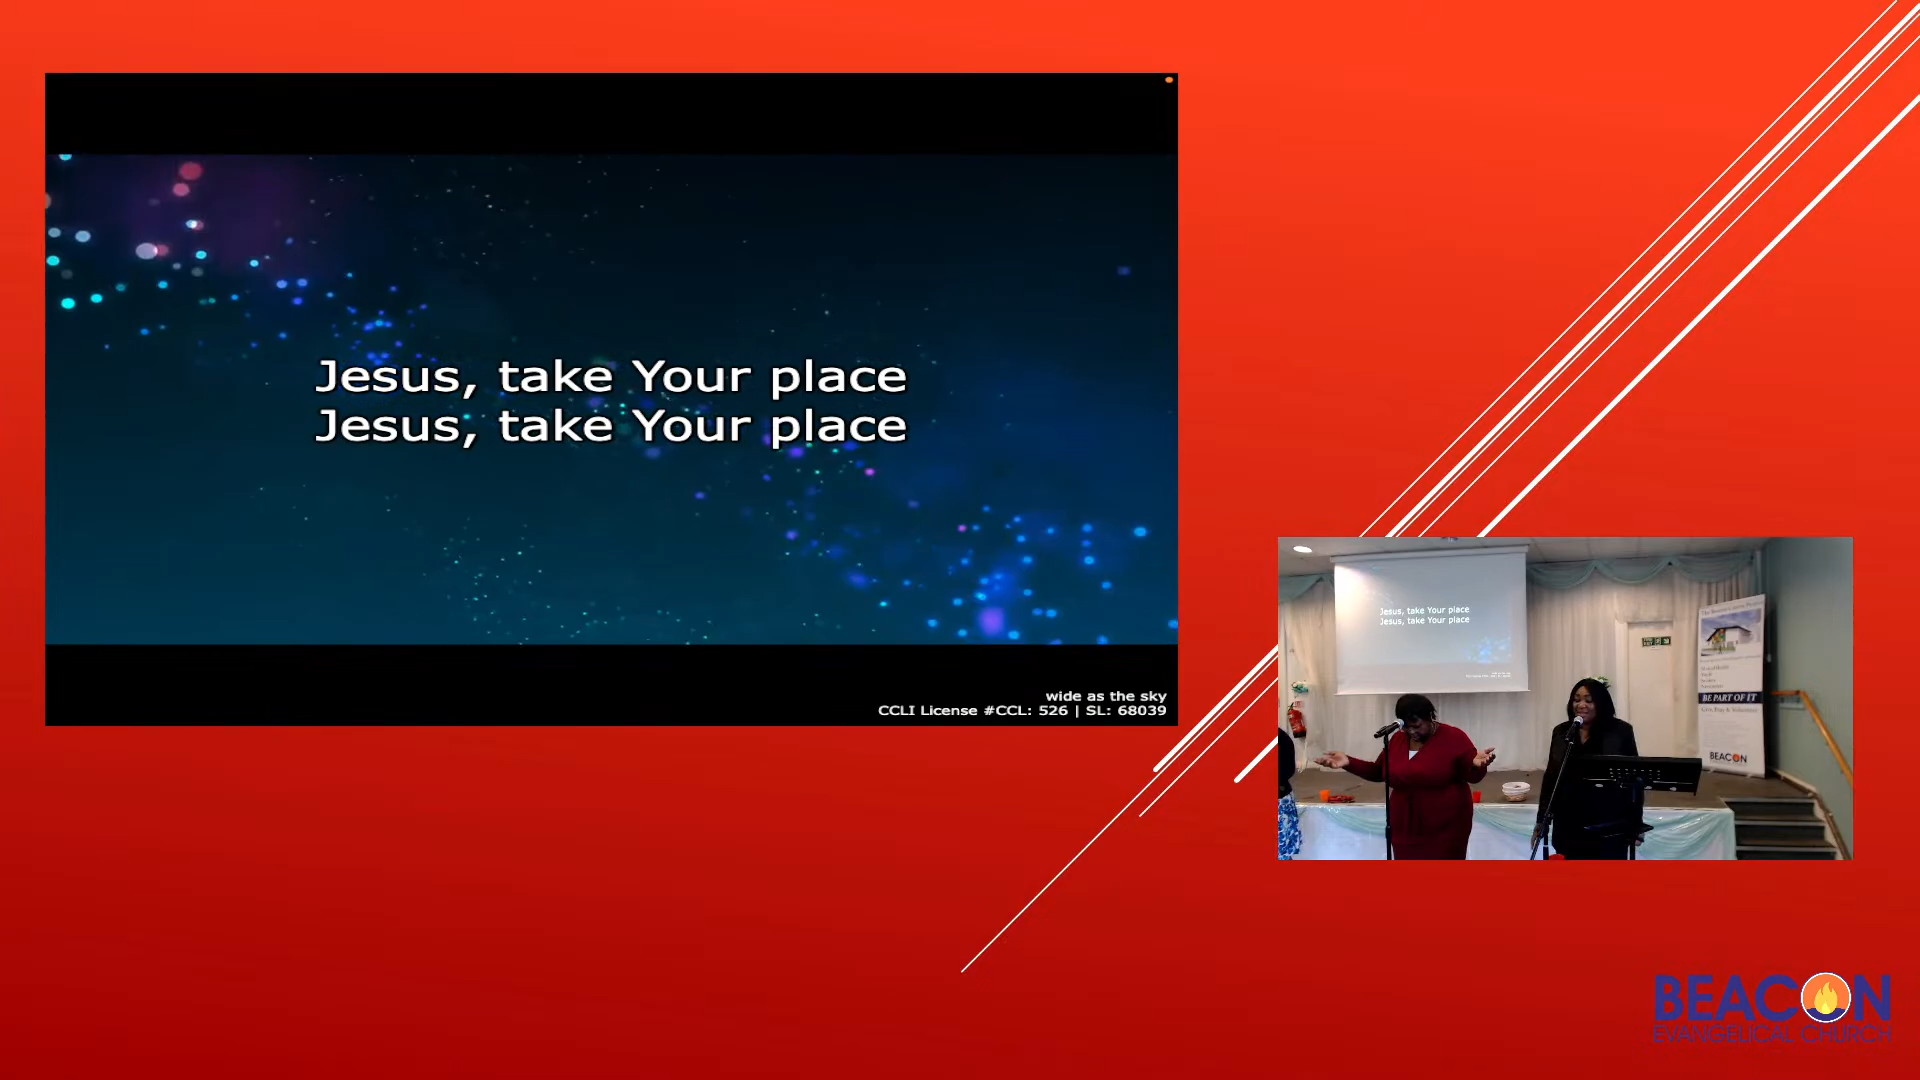 Jesus, take Your place
Jesus, take Your place
wide as the sky
CCLI License #CCL: 526 | SL: 68039
Jesus, take Your place
Jesus, take Your place
BE PART OF IT
BEACON
BEACON
EVANGELICAL CHURCH